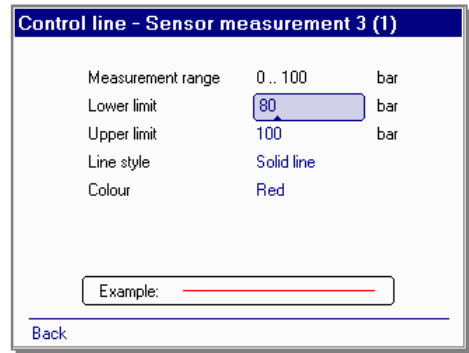 Control line - Sensor measurement 3 (1)
Measurement range 0 .. 100 bar
Lower limit 80 bar
Upper limit 100 bar
Line style Solid line
Colour Red
Example:
Back